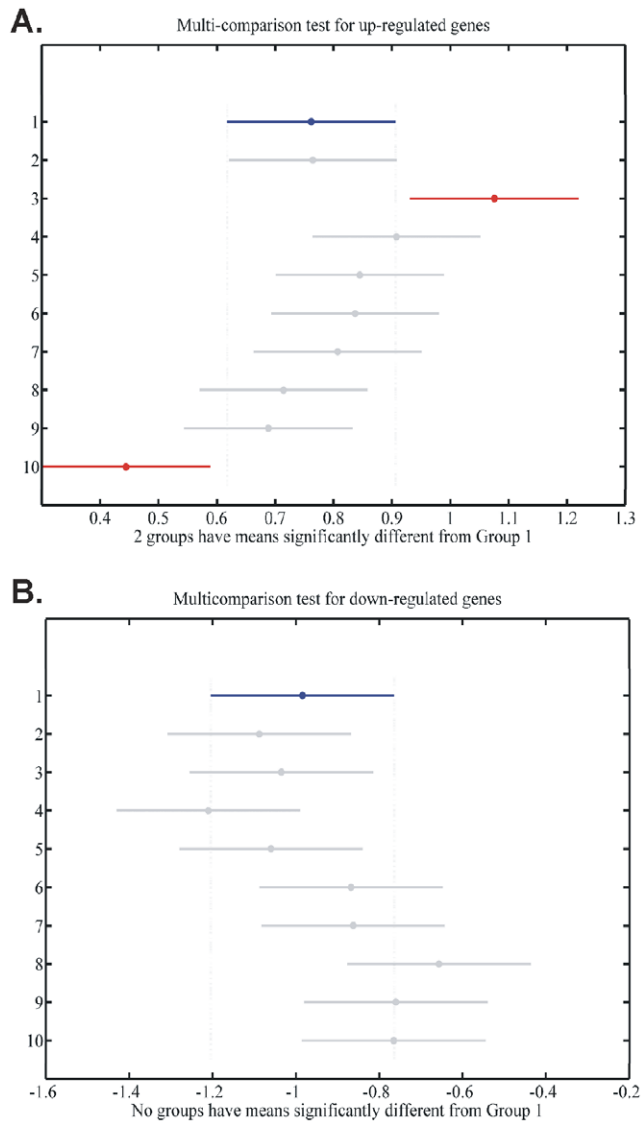 A.
Multi-comparison test for up-regulated genes
1
2
3
4
5
6
7
8
9
10
0.4 0.5 0.6 0.7 0.8 0.9 1 1.1 1.2 1.3
2 groups have means significantly different from Group 1
B.
Multicomparison test for down-regulated genes
1
2
3
4
5
6
7
8
9
10
-1.6 -1.4 -1.2 -1 -0.8 -0.6 -0.4 -0.2
No groups have means significantly different from Group 1